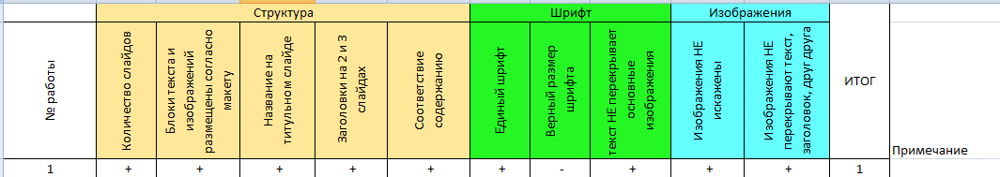 Структура
Шрифт
Изображения
№ работы
Количество слайдов
Блоки текста и
изображений
размещены согласно
макету
Название на
титульном слайде
Заголовки на 2 и 3
слайдах
Соответствие
содержанию
Единый шрифт
Верный размер
шрифта
текст НЕ перекрывает
основные
изображения
Изображения НЕ
искажены
Изображения НЕ
перекрывают текст,
заголовок, друг друга
ИТОГ
Примечание
1 + + + + + + - + + + 1